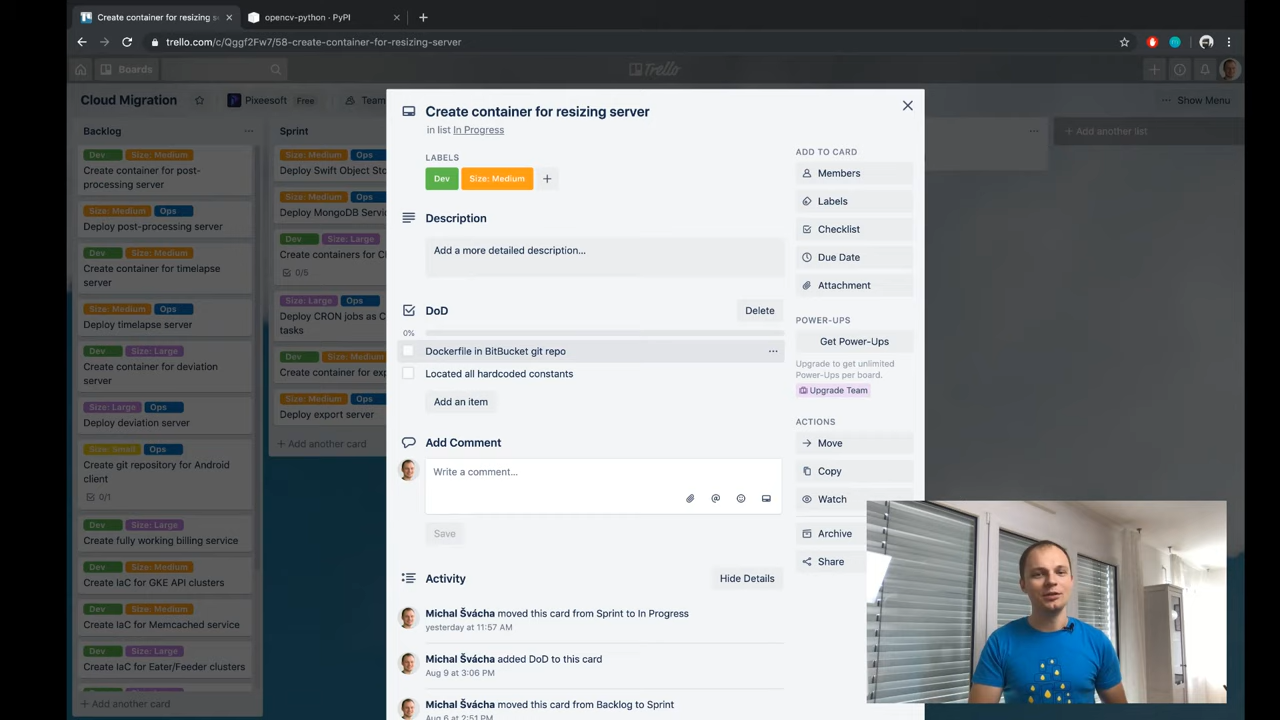 Create container for resizing s
opencv-python · PyPI
trello.com/c/Qggf2Fw7/58-create-container-for-resizing-server
Boards
Trello
Cloud Migration
Pixeesoft
Free
Team
Show Menu
Backlog
Dev
Size: Medium
Create container for post-
processing server
Size: Medium
Ops
Deploy post-processing server
Dev
Size: Medium
Create container for timelapse
server
Size: Medium
Ops
Deploy timelapse server
Dev
Size: Large
Create container for deviation
server
Size: Large
Ops
Deploy deviation server
Size: Small
Ops
Create git repository for Android
client
0/1
Dev
Size: Large
Create fully working billing service
Dev
Size: Medium
Create IaC for GKE API clusters
Dev
Size: Medium
Create IaC for Memcached service
Dev
Size: Large
Create IaC for Eater/Feeder clusters
Add another card
Sprint
Size: Medium
Ops
Deploy Swift Object Sto
Size: Medium
Ops
Deploy MongoDB Servic
Dev
Size: Large
Create containers for C
0/5
Size: Large
Ops
Deploy CRON jobs as C
tasks
Dev
Size: Medium
Create container for exp
Size: Medium
Ops
Deploy export server
Add another card
Add another list
Create container for resizing server
in list In Progress
LABELS
Dev
Size: Medium
Description
Add a more detailed description...
DoD
Delete
0%
Dockerfile in BitBucket git repo
Located all hardcoded constants
Add an item
Add Comment
Write a comment...
Save
Activity
Hide Details
Michal Švácha moved this card from Sprint to In Progress
yesterday at 11:57 AM
Michal Švácha added DoD to this card
Aug 9 at 3:06 PM
Michal Švácha moved this card from Backlog to Sprint
Aug 6 at 2:51 PM
ADD TO CARD
Members
Labels
Checklist
Due Date
Attachment
POWER-UPS
Get Power-Ups
Upgrade to get unlimited
Power-Ups per board.
Upgrade Team
ACTIONS
Move
Copy
Watch
Archive
Share